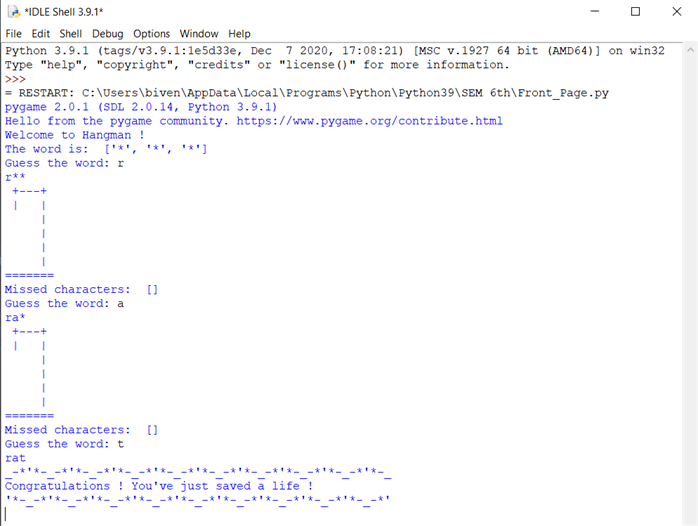 *IDLE Shell 3.9.1*
File Edit Shell Debug Options Window Help
Python 3.9.1 (tags/v3.9.1:1e5d33e, Dec  7 2020, 17:08:21) [MSC v.1927 64 bit (AMD64)] on win32
Type "help", "copyright", "credits" or "license()" for more information.
>>>
= RESTART: C:\Users\biven\AppData\Local\Programs\Python\Python39\SEM 6th\Front_Page.py
pygame 2.0.1 (SDL 2.0.14, Python 3.9.1)
Hello from the pygame community. https://www.pygame.org/contribute.html
Welcome to Hangman !
The word is:  ['*', '*', '*']
Guess the word: r
r**
 +---+
 |   |
     |
     |
     |
     |
=======
Missed characters:  []
Guess the word: a
ra*
 +---+
 |   |
     |
     |
     |
     |
=======
Missed characters:  []
Guess the word: t
rat
_-*'*-_-*'*-_-*'*-_-*'*-_-*'*-_-*'*-_-*'*-_-*'*-_-*'*-_
Congratulations ! You've just saved a life !
'*-_-*'*-_-*'*-_-*'*-_-*'*-_-*'*-_-*'*-_-*'*-_-*'*-_-*'